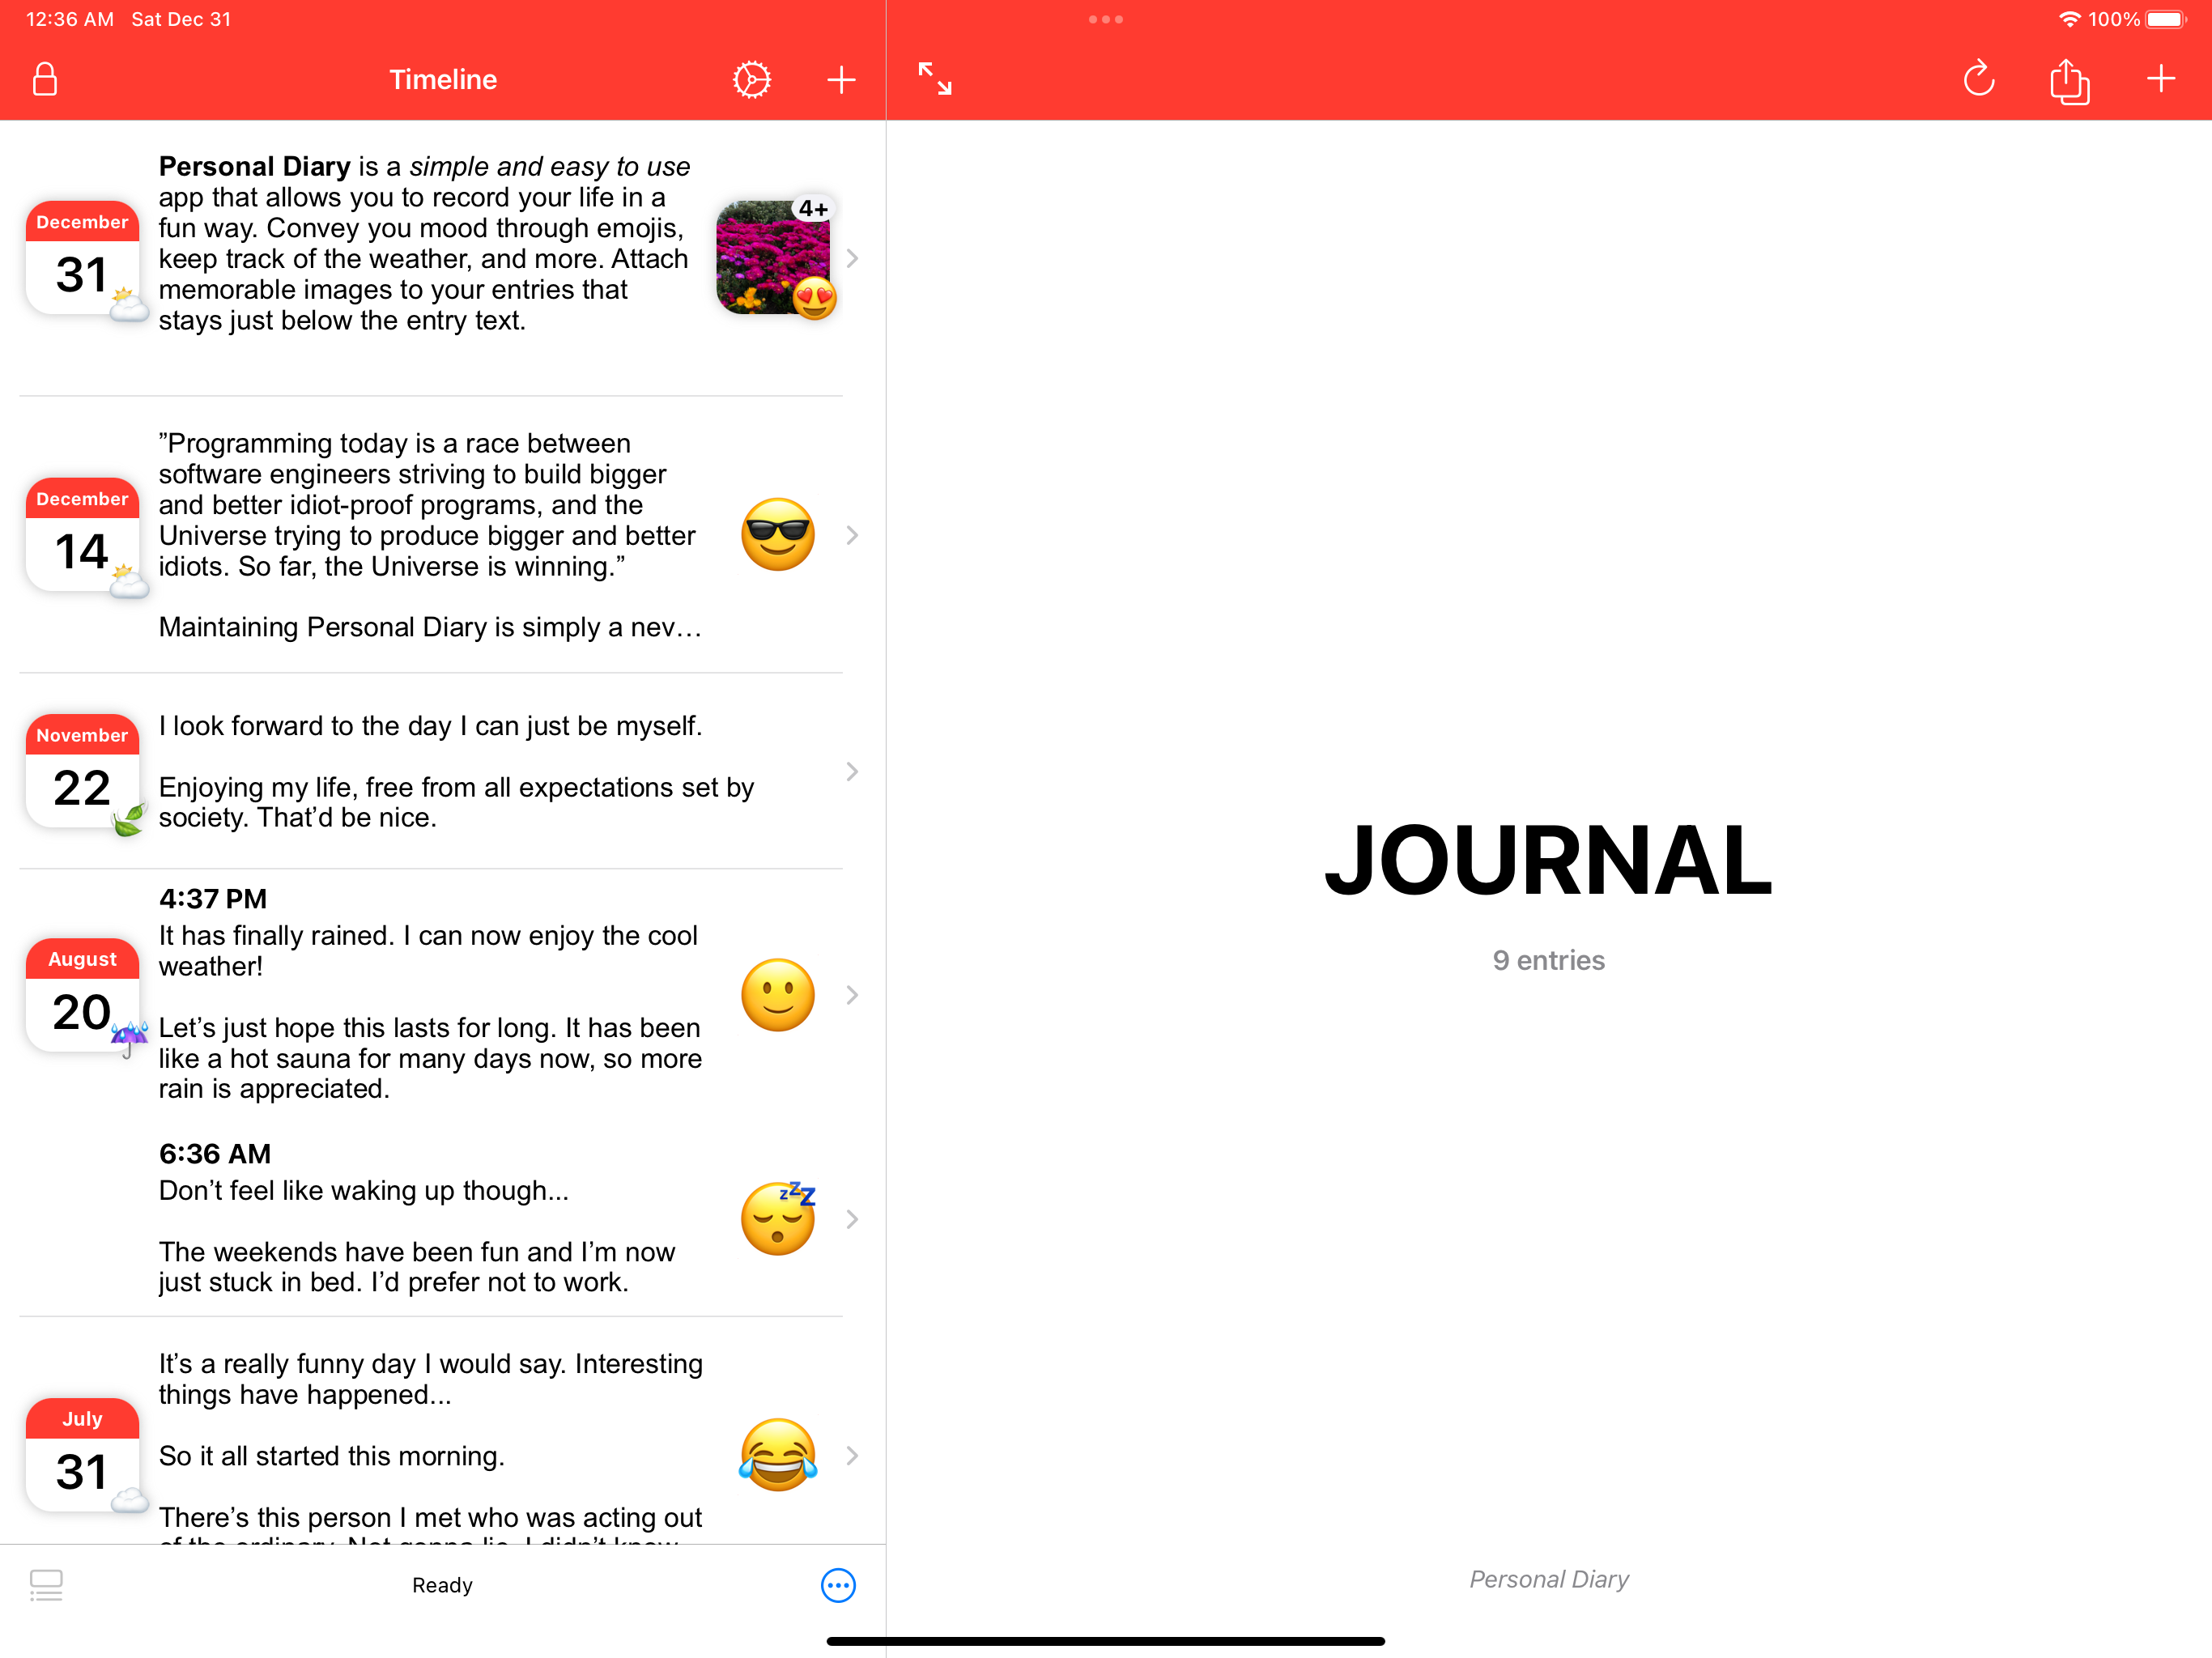 12:36 AM Sat Dec 31
100%
Timeline
December
31
Personal Diary is a simple and easy to use
app that allows you to record your life in a
fun way. Convey you mood through emojis,
keep track of the weather, and more. Attach
memorable images to your entries that
stays just below the entry text.
4+
December
14
”Programming today is a race between
software engineers striving to build bigger
and better idiot-proof programs, and the
Universe trying to produce bigger and better
idiots. So far, the Universe is winning.”
Maintaining Personal Diary is simply a nev…
November
22
I look forward to the day I can just be myself.
Enjoying my life, free from all expectations set by
society. That’d be nice.
August
20
4:37 PM
It has finally rained. I can now enjoy the cool
weather!
Let’s just hope this lasts for long. It has been
like a hot sauna for many days now, so more
rain is appreciated.
6:36 AM
Don’t feel like waking up though...
The weekends have been fun and I’m now
just stuck in bed. I’d prefer not to work.
July
31
It’s a really funny day I would say. Interesting
things have happened...
So it all started this morning.
There’s this person I met who was acting out
of the ordinary. Not gonna lie, I didn’t know
Ready
JOURNAL
9 entries
Personal Diary